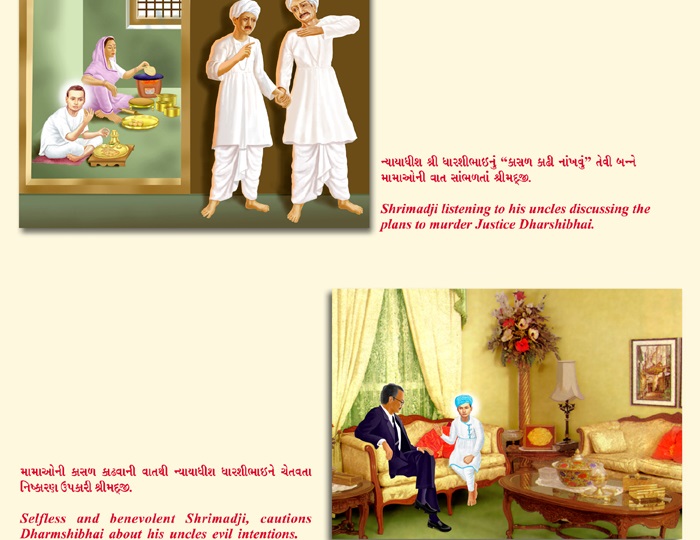 ન્યાયાધીશ શ્રી ધારશીભાઇનું “કાસળ કાઢી નાંખવું” તેવી બન્ને
મામાઓની વાત સાંભળતાં શ્રીમદ્જી.
Shrimadji listening to his uncles discussing the
plans to murder Justice Dharshibhai.
મામાઓની કાસળ કાઢવાની વાતથી ન્યાયાધીશ ધારશીભાઇને ચેતવતા
નિષ્કારણ ઉપકારી શ્રીમદ્જી.
Selfless and benevolent Shrimadji, cautions
Dharmshibhai about his uncles evil intentions.